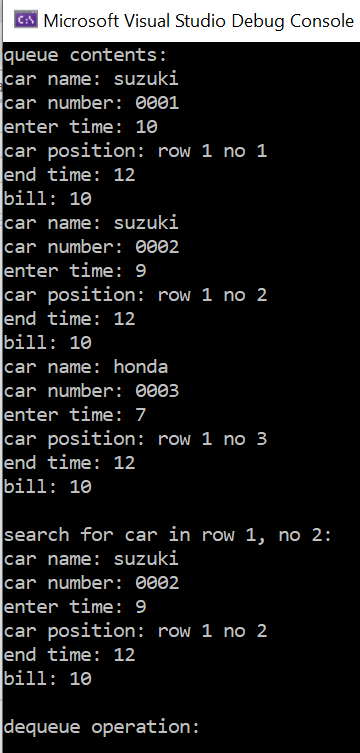 C:\ Microsoft Visual Studio Debug Console
queue contents:
car name: suzuki
car number: 0001
enter time: 10
car position: row 1 no 1
end time: 12
bill: 10
car name: suzuki
car number: 0002
enter time: 9
car position: row 1 no 2
end time: 12
bill: 10
car name: honda
car number: 0003
enter time: 7
car position: row 1 no 3
end time: 12
bill: 10
search for car in row 1, no 2:
car name: suzuki
car number: 0002
enter time: 9
car position: row 1 no 2
end time: 12
bill: 10
dequeue operation: